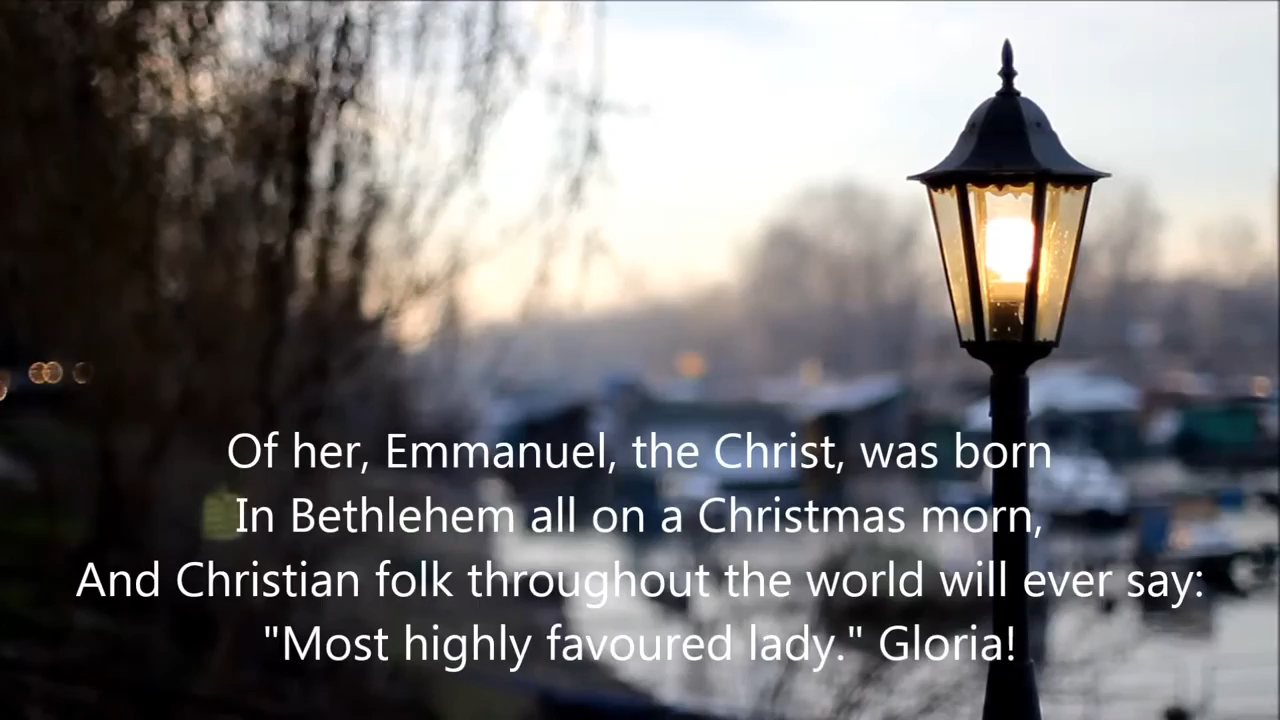 Of her, Emmanuel, the Christ, was born
In Bethlehem all on a Christmas morn,
And Christian folk throughout the world will ever say:
"Most highly favoured lady." Gloria!